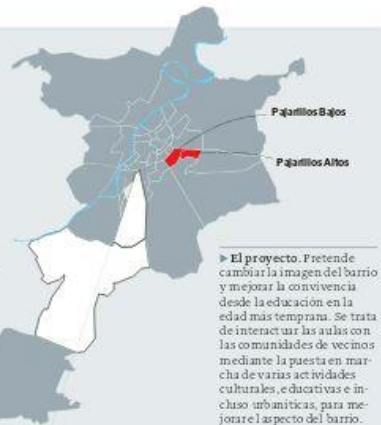 Pajarillos Bajos
Pajarillos Altos
▶ El proyecto. Pretende
cambiar la imagen del barrio
y mejorar la convivencia
desde la educación en la
edad más temprana. Se trata
de interactuar las aulas con
las comunidades de vecinos
mediante la puesta en mar-
cha de varias actividades
culturales, educativas e in-
cluso urbaniticas, para me-
jorar el aspecto del barrio.